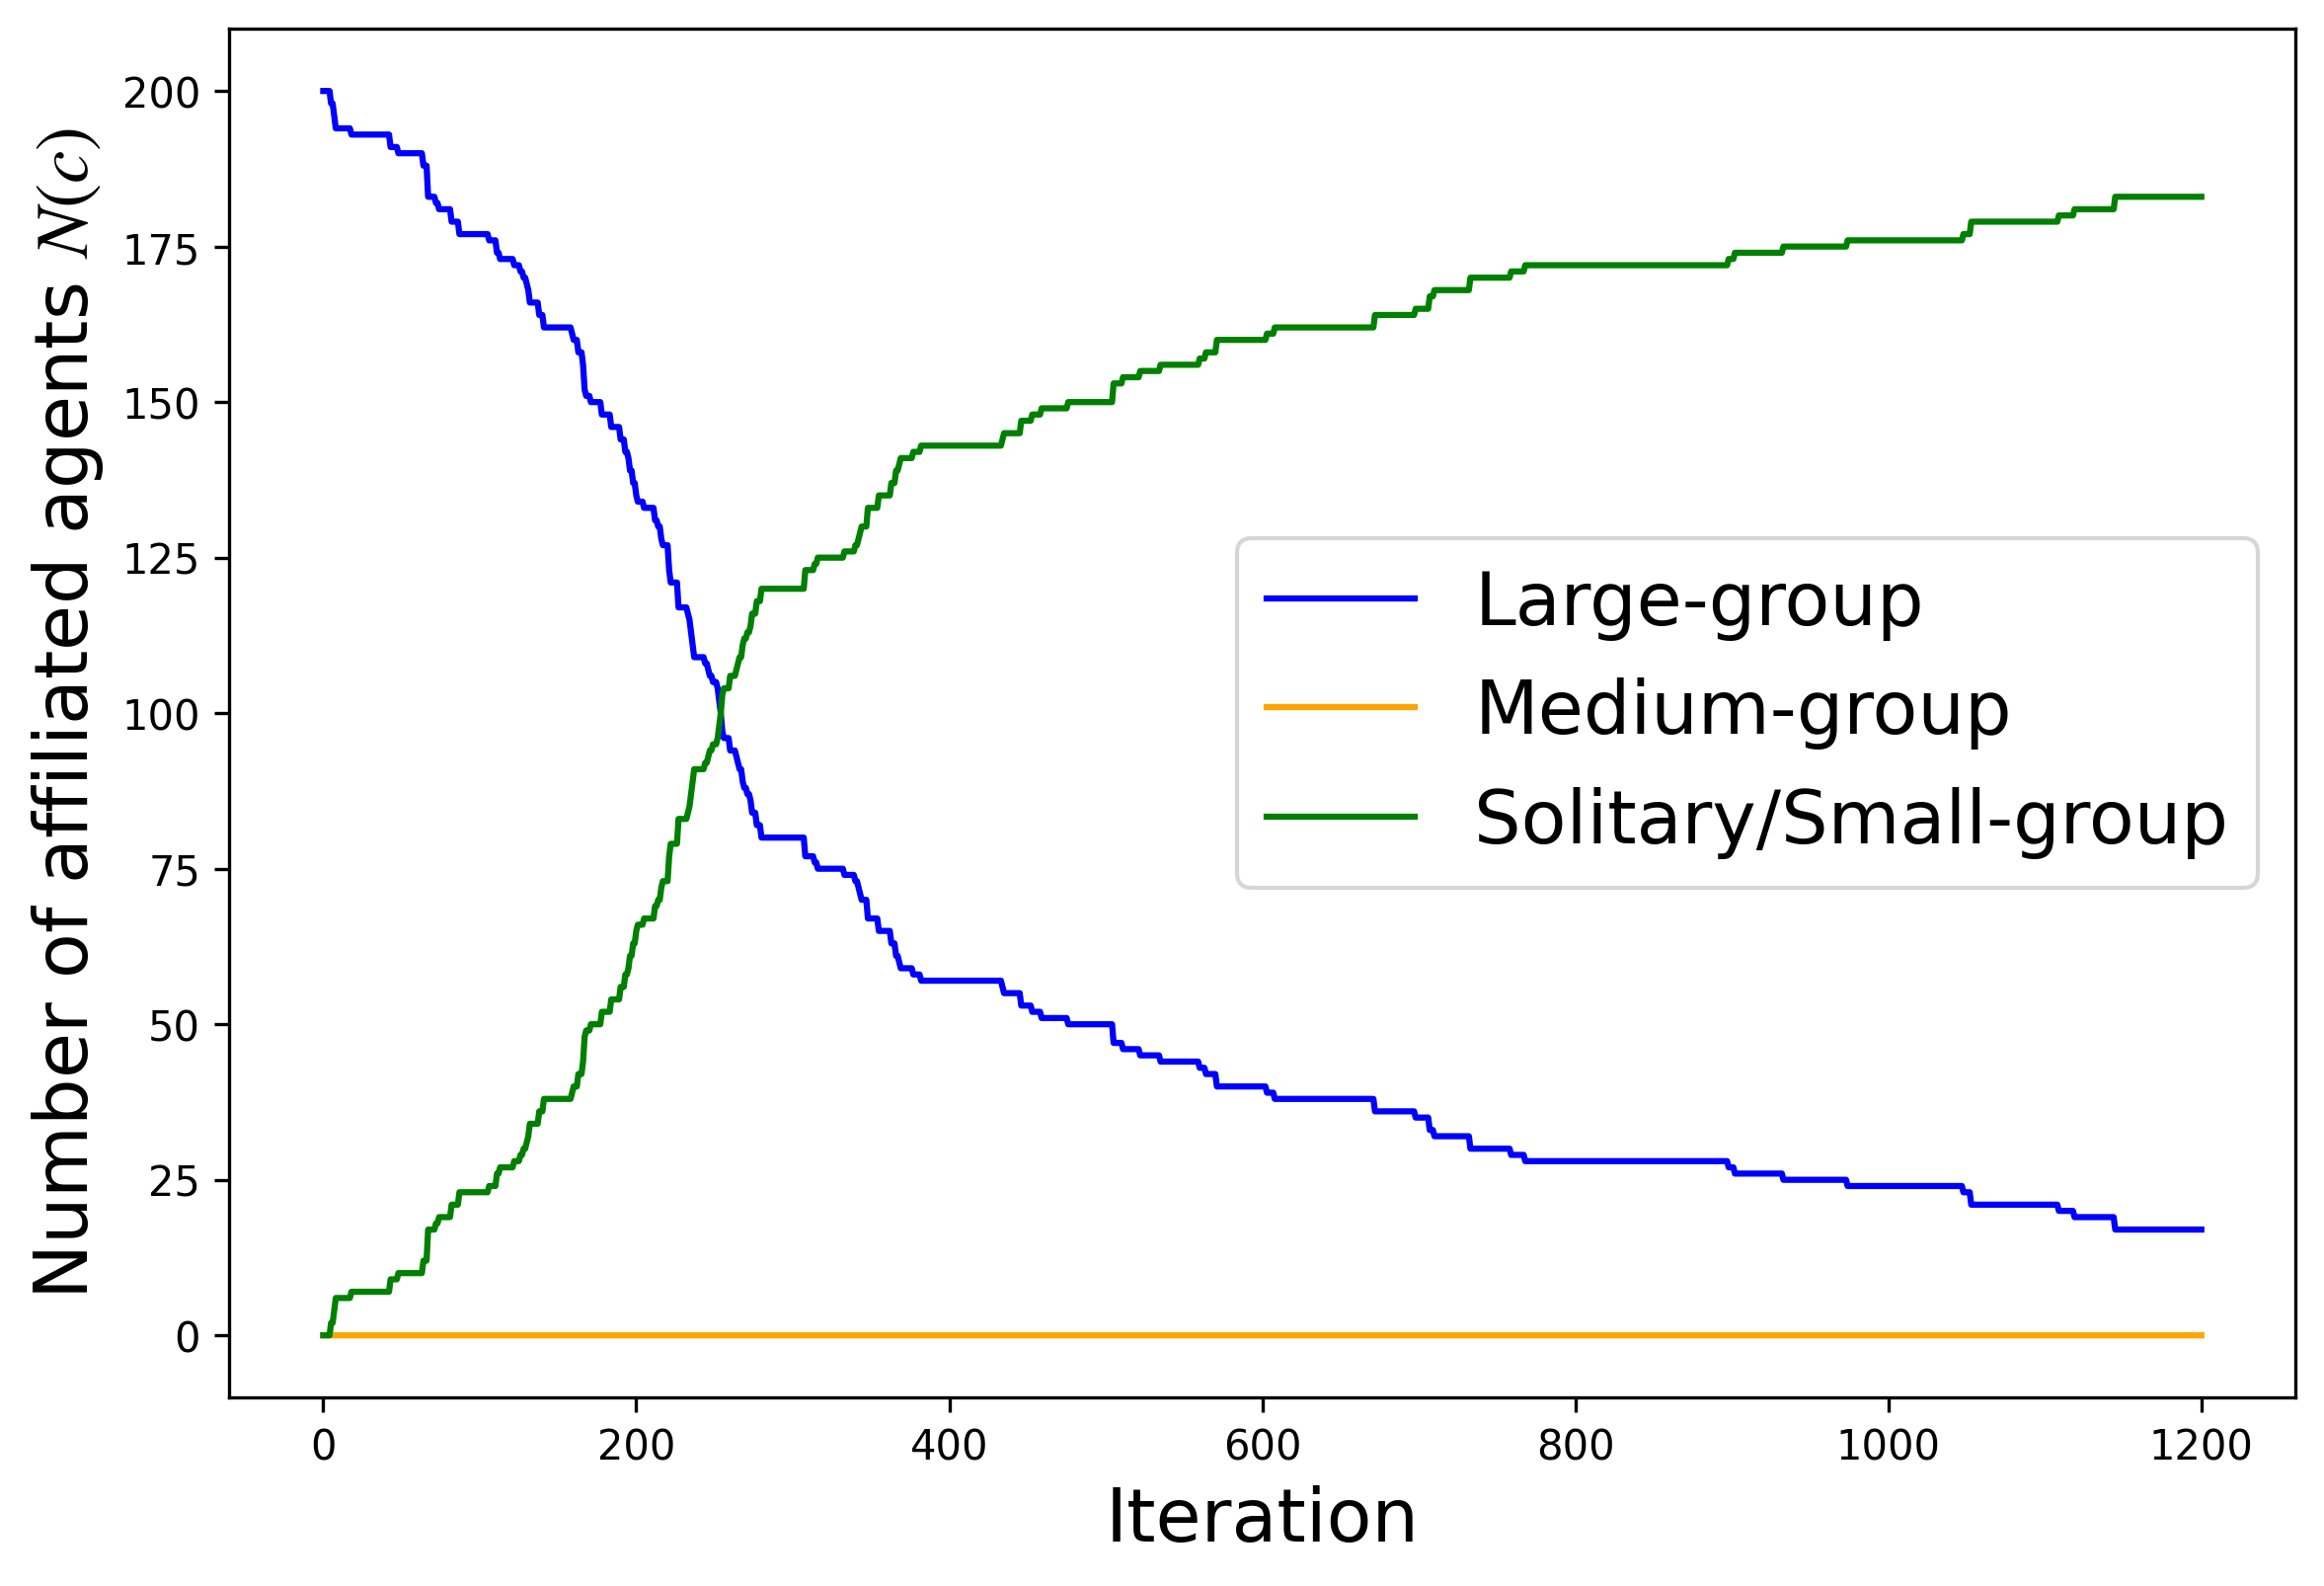 Number of affiliated agents N(c)
200
175
150
125
100
75
50
25
0
Large-group
Medium-group
Solitary/Small-group
0 200 400 600 800 1000 1200
Iteration